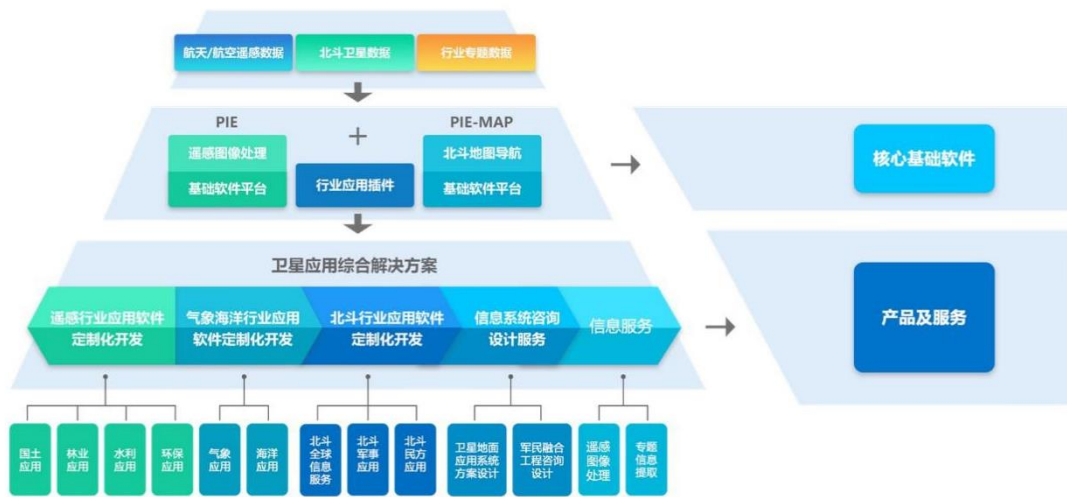 航天/航空遥感数据
北斗卫星数据
行业专题数据
PIE
+
PIE-MAP
遥感图像处理
基础软件平台
行业应用插件
北斗地图导航
基础软件平台
核心基础软件
卫星应用综合解决方案
遥感行业应用软件
定制化开发
气象海洋行业应用
软件定制化开发
北斗行业应用软件
定制化开发
信息系统咨询
设计服务
信息服务
产品及服务
国土
应用
林业
应用
水利
应用
环保
应用
气象
应用
海洋
应用
北斗
全球
信息
服务
北斗
军事
应用
北斗
民方
应用
卫星地面
应用系统
方案设计
军民融合
工程咨询
设计
遥感
图像
处理
专题
信息
提取